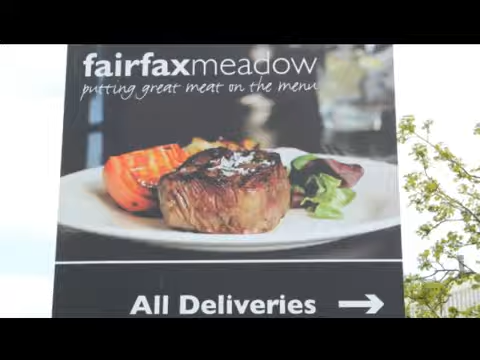 fairfaxmeadow
putting great meat on the menu
All Deliveries →